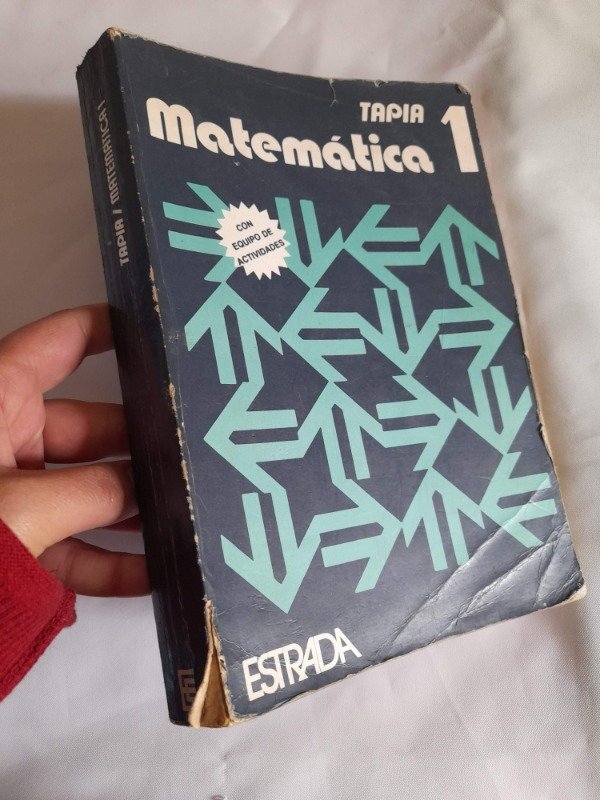 TAPIA
Matemática 1
CON
EQUIPO DE
ACTIVIDADES
ESTRADA
TAPIA / MATEMATICA 1